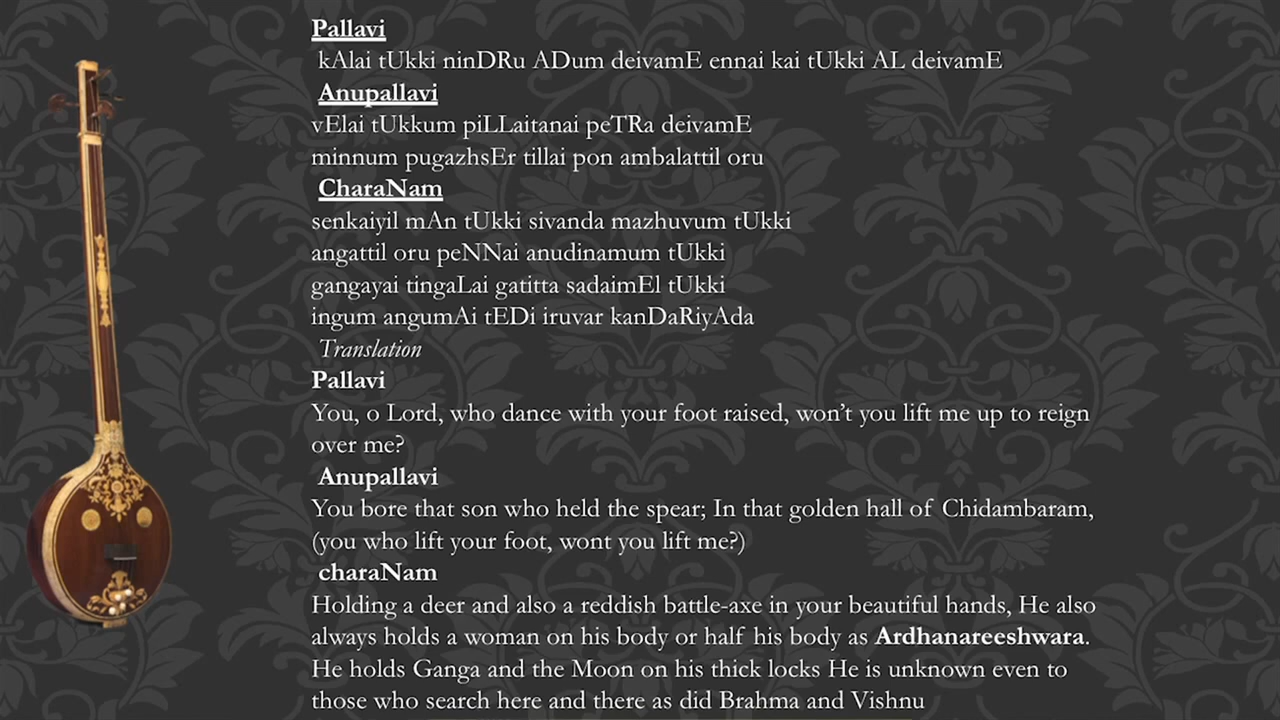 Pallavi
kAlai tUkki ninDRu ADum deivamE ennai kai tUkki AL deivamE
Anupallavi
vElai tUkkum piLLaitanai peTRa deivamE
minnum pugazhsEr tillai pon ambalattil oru
CharaNam
senkaiyil mAn tUkki sivanda mazhuvum tUkki
angattil oru peNNai anudinamum tUkki
gangayai tingaLai gatitta sadaimEl tUkki
ingum angumAi tEDi iruvar kanDaRiyAda
Translation
Pallavi
You, o Lord, who dance with your foot raised, won’t you lift me up to reign
over me?
Anupallavi
You bore that son who held the spear; In that golden hall of Chidambaram,
(you who lift your foot, wont you lift me?)
charaNam
Holding a deer and also a reddish battle-axe in your beautiful hands, He also
always holds a woman on his body or half his body as Ardhanareeshwara.
He holds Ganga and the Moon on his thick locks He is unknown even to
those who search here and there as did Brahma and Vishnu